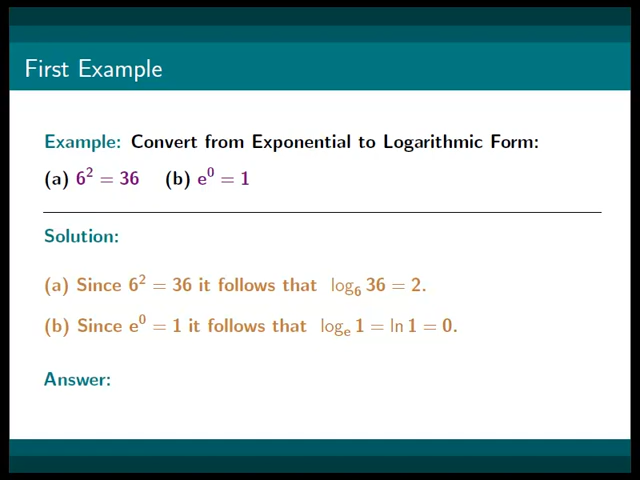 First Example
Example: Convert from Exponential to Logarithmic Form:
(a) 6² = 36 (b) e⁰ = 1
Solution:
(a) Since 6² = 36 it follows that log₆ 36 = 2.
(b) Since e⁰ = 1 it follows that logₑ 1 = ln 1 = 0.
Answer: